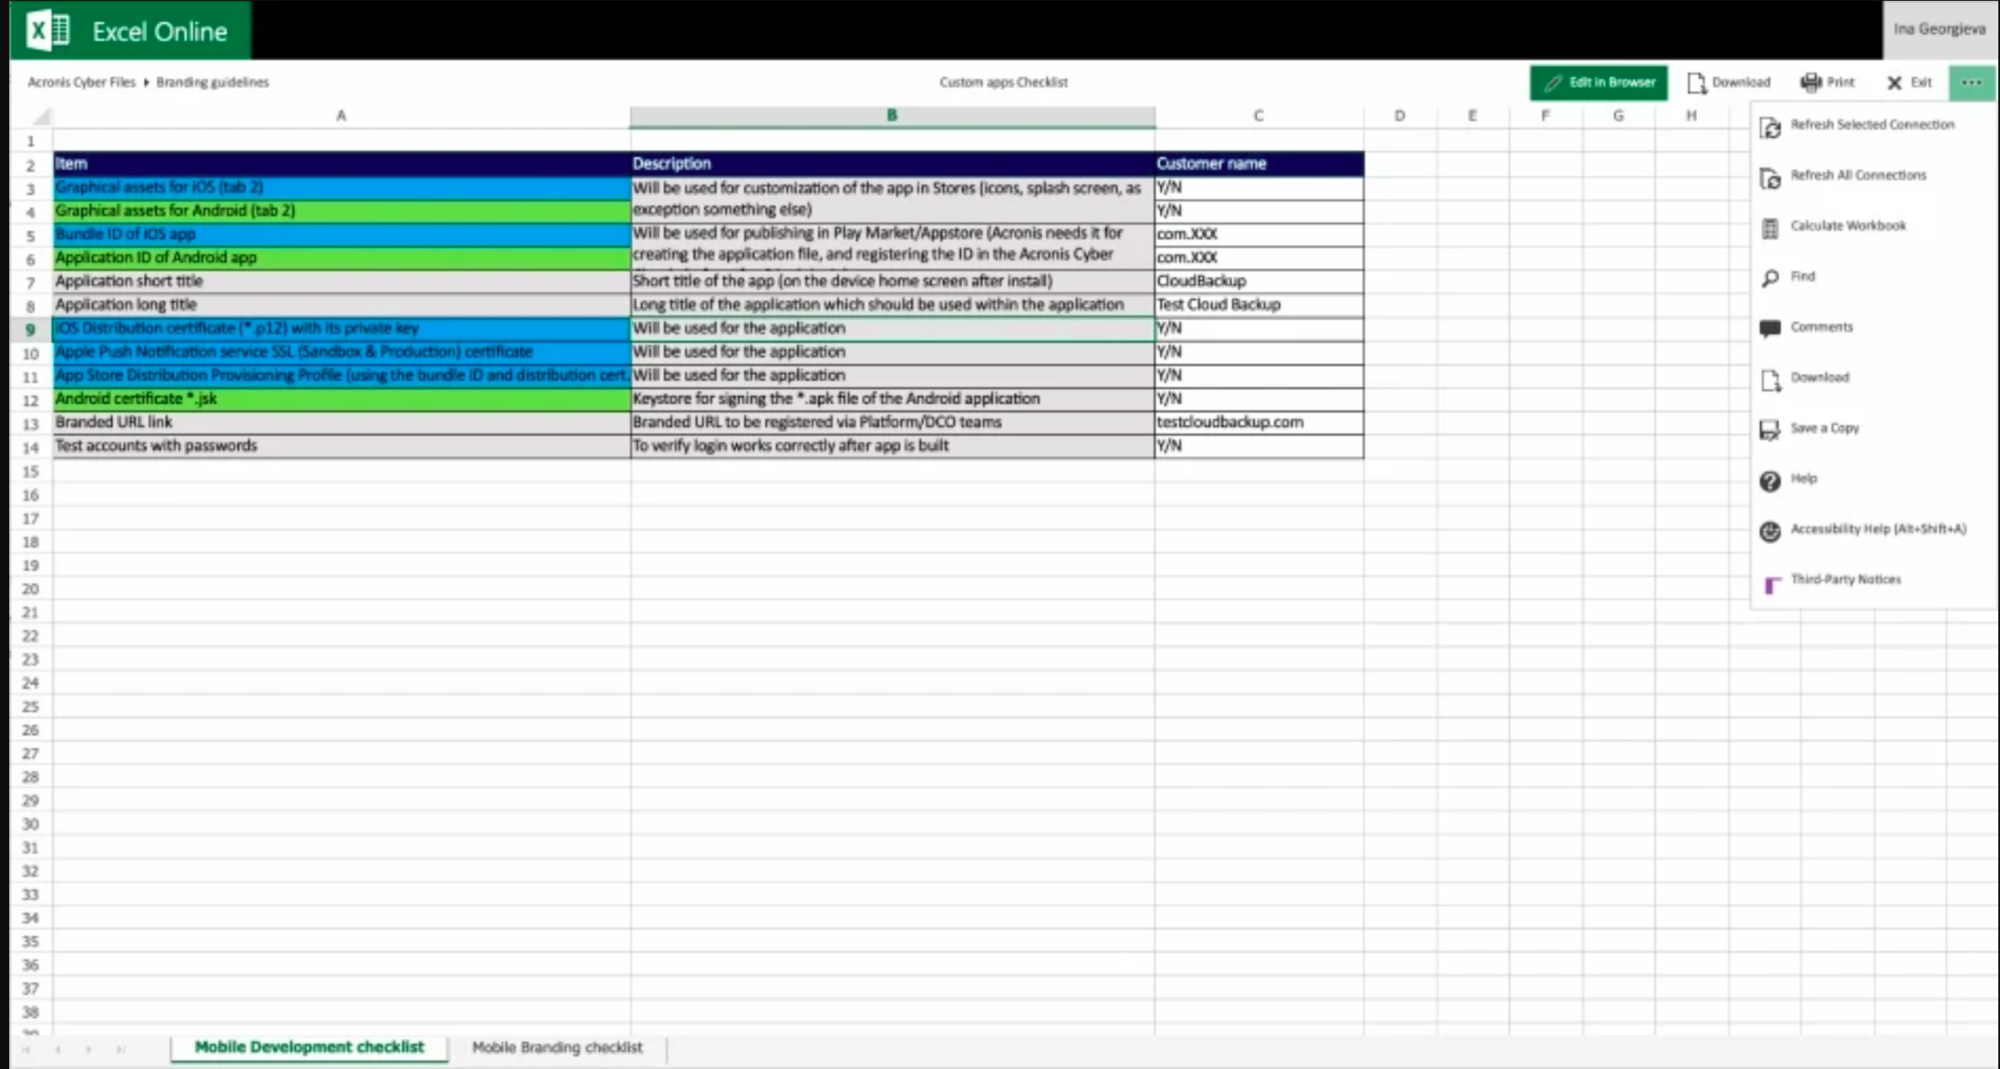 Excel Online
Ina Georgieva
Acronis Cyber Files ▸ Branding guidelines
Custom apps Checklist
Edit in Browser
Download
Print
Exit
A B C D E F G H
1
2 Item Description Customer name
3 Graphical assets for iOS (tab 2) Will be used for customization of the app in Stores (icons, splash screen, as Y/N
4 Graphical assets for Android (tab 2) exception something else) Y/N
5 Bundle ID of iOS app Will be used for publishing in Play Market/Appstore (Acronis needs it for com.XXX
6 Application ID of Android app creating the application file, and registering the ID in the Acronis Cyber com.XXX
7 Application short title Short title of the app (on the device home screen after install) CloudBackup
8 Application long title Long title of the application which should be used within the application Test Cloud Backup
9 iOS Distribution certificate (*.p12) with its private key Will be used for the application Y/N
10 Apple Push Notification service SSL (Sandbox & Production) certificate Will be used for the application Y/N
11 App Store Distribution Provisioning Profile (using the bundle ID and distribution cert. Will be used for the application Y/N
12 Android certificate *.jsk Keystore for signing the *.apk file of the Android application Y/N
13 Branded URL link Branded URL to be registered via Platform/DCO teams testcloudbackup.com
14 Test accounts with passwords To verify login works correctly after app is built Y/N
15
16
17
18
19
20
21
22
23
24
25
26
27
28
29
30
31
32
33
34
35
36
37
38
Refresh Selected Connection
Refresh All Connections
Calculate Workbook
Find
Comments
Download
Save a Copy
Help
Accessibility Help (Alt+Shift+A)
Third-Party Notices
Mobile Development checklist
Mobile Branding checklist